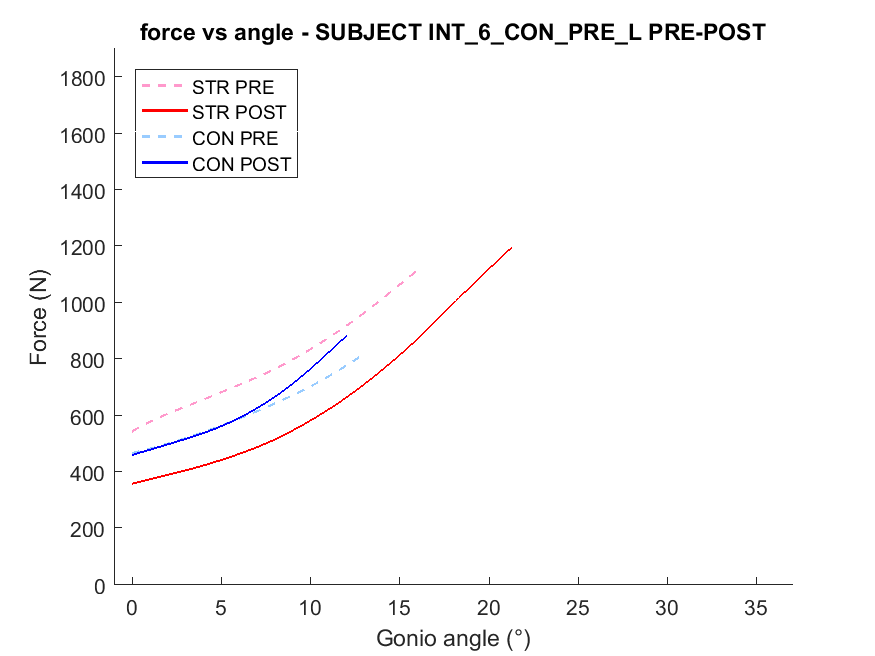 force vs angle - SUBJECT INT_6_CON_PRE_L PRE-POST
STR PRE
STR POST
CON PRE
CON POST
1800
1600
1400
1200
1000
800
600
400
200
0
Force (N)
0 5 10 15 20 25 30 35
Gonio angle (°)